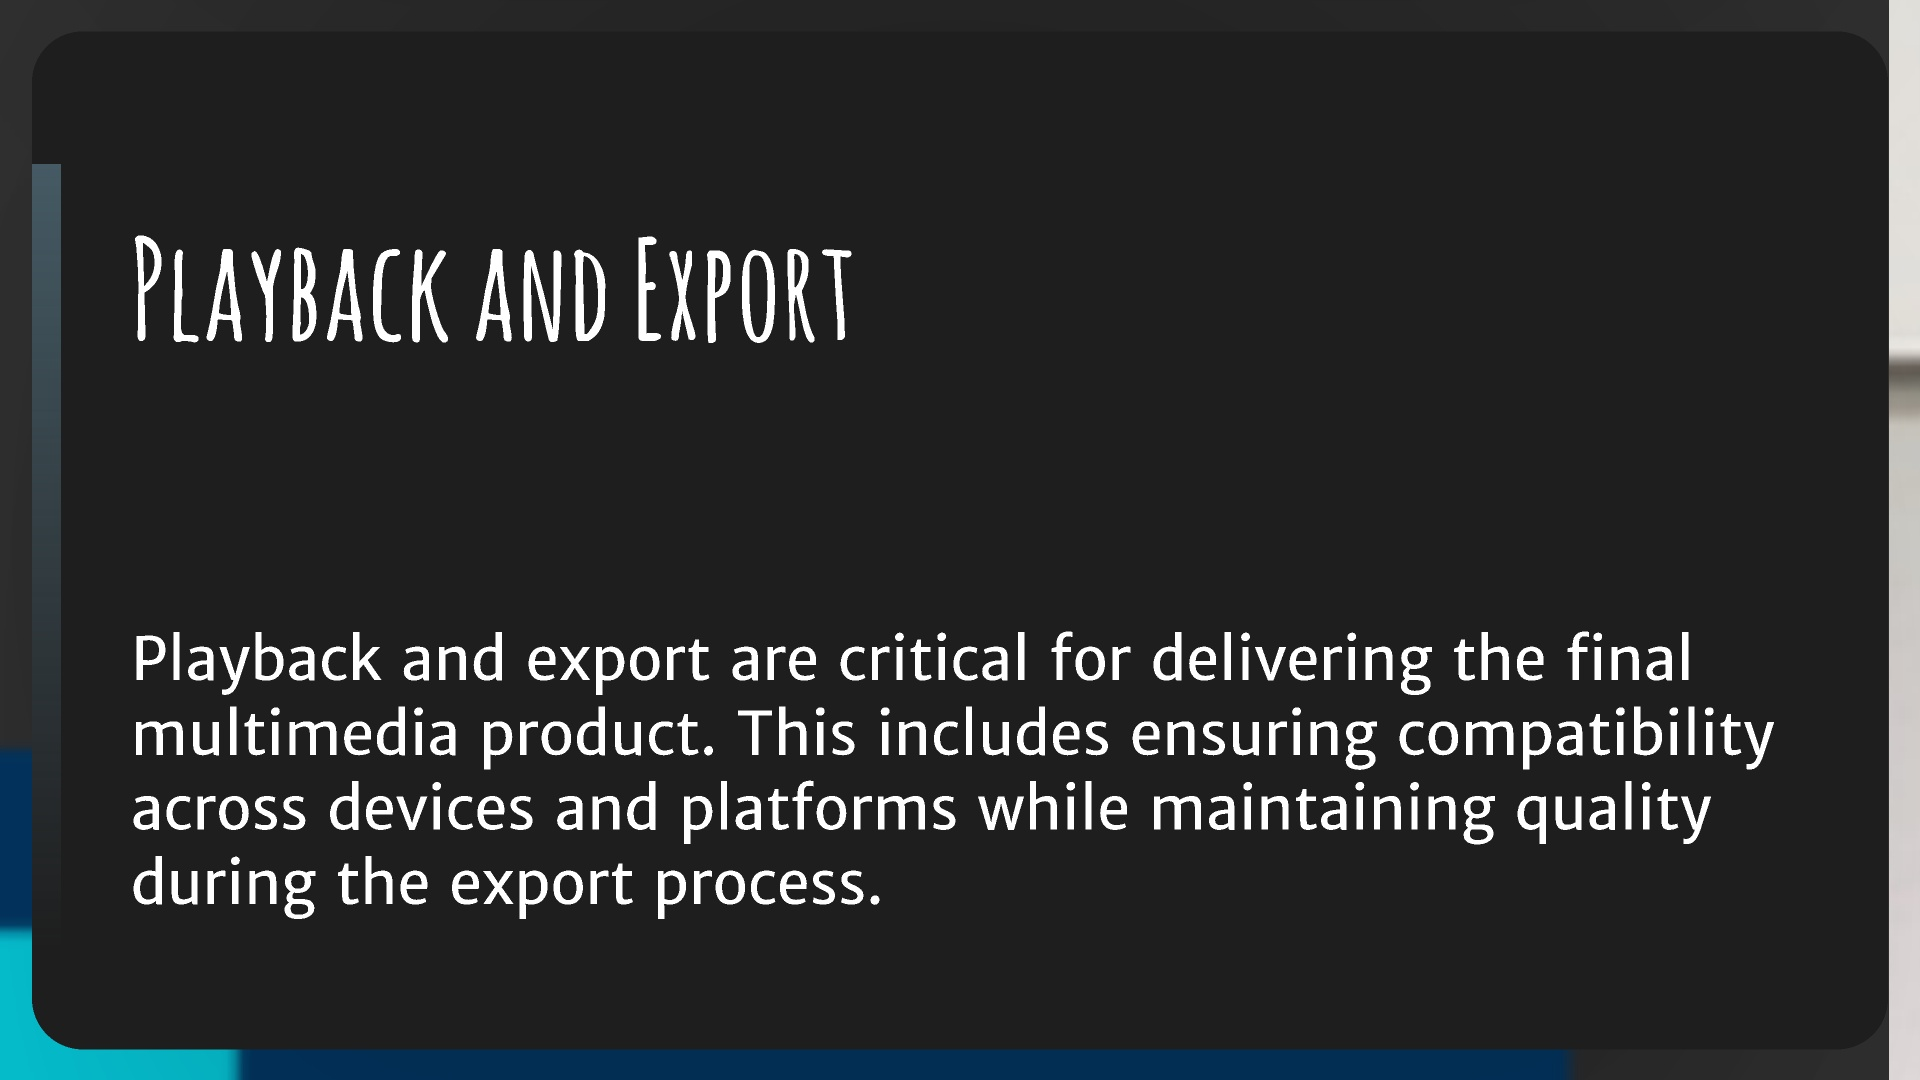 Playback and Export
Playback and export are critical for delivering the final
multimedia product. This includes ensuring compatibility
across devices and platforms while maintaining quality
during the export process.